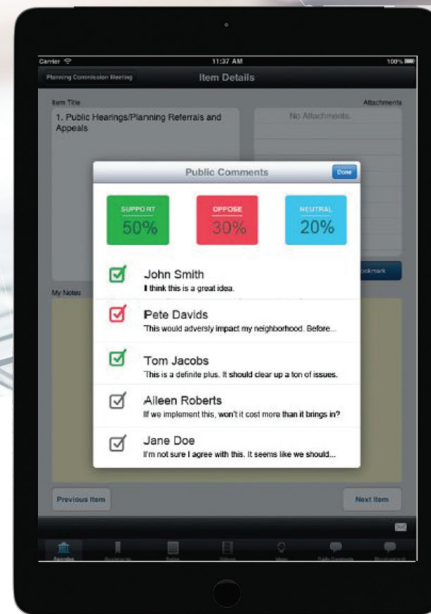 Carrier
11:37 AM
100%
Planning Commission Meeting
Item Details
Item Title
Attachments
1. Public Hearings/Planning Referrals and
Appeals
No Attachments
Public Comments
Done
SUPPORT
50%
OPPOSE
30%
NEUTRAL
20%
John Smith
I think this is a great idea.
Pete Davids
This would adversly impact my neighborhood. Before...
Tom Jacobs
This is a definite plus. It should clear up a ton of issues.
Aileen Roberts
If we implement this, won't it cost more than it brings in?
Jane Doe
I'm not sure I agree with this. It seems like we should...
My Notes
Previous Item
Next Item